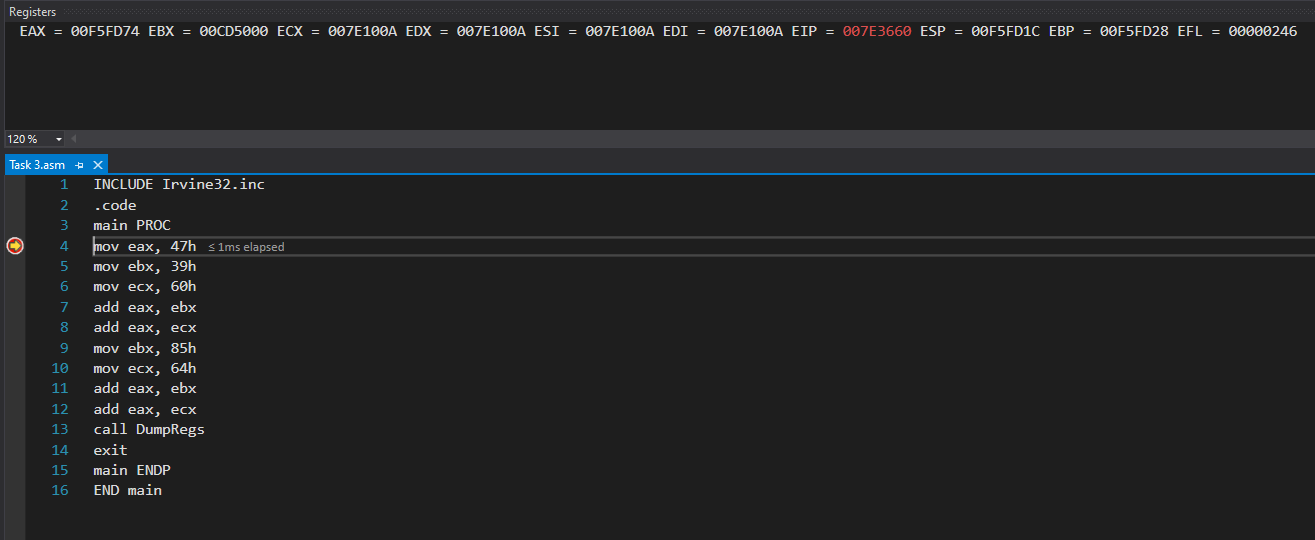 Registers
EAX = 00F5FD74 EBX = 00CD5000 ECX = 007E100A EDX = 007E100A ESI = 007E100A EDI = 007E100A EIP = 007E3660 ESP = 00F5FD1C EBP = 00F5FD28 EFL = 00000246
120 %
Task 3.asm
1 INCLUDE Irvine32.inc
2 .code
3 main PROC
4 mov eax, 47h ≤ 1ms elapsed
5 mov ebx, 39h
6 mov ecx, 60h
7 add eax, ebx
8 add eax, ecx
9 mov ebx, 85h
10 mov ecx, 64h
11 add eax, ebx
12 add eax, ecx
13 call DumpRegs
14 exit
15 main ENDP
16 END main